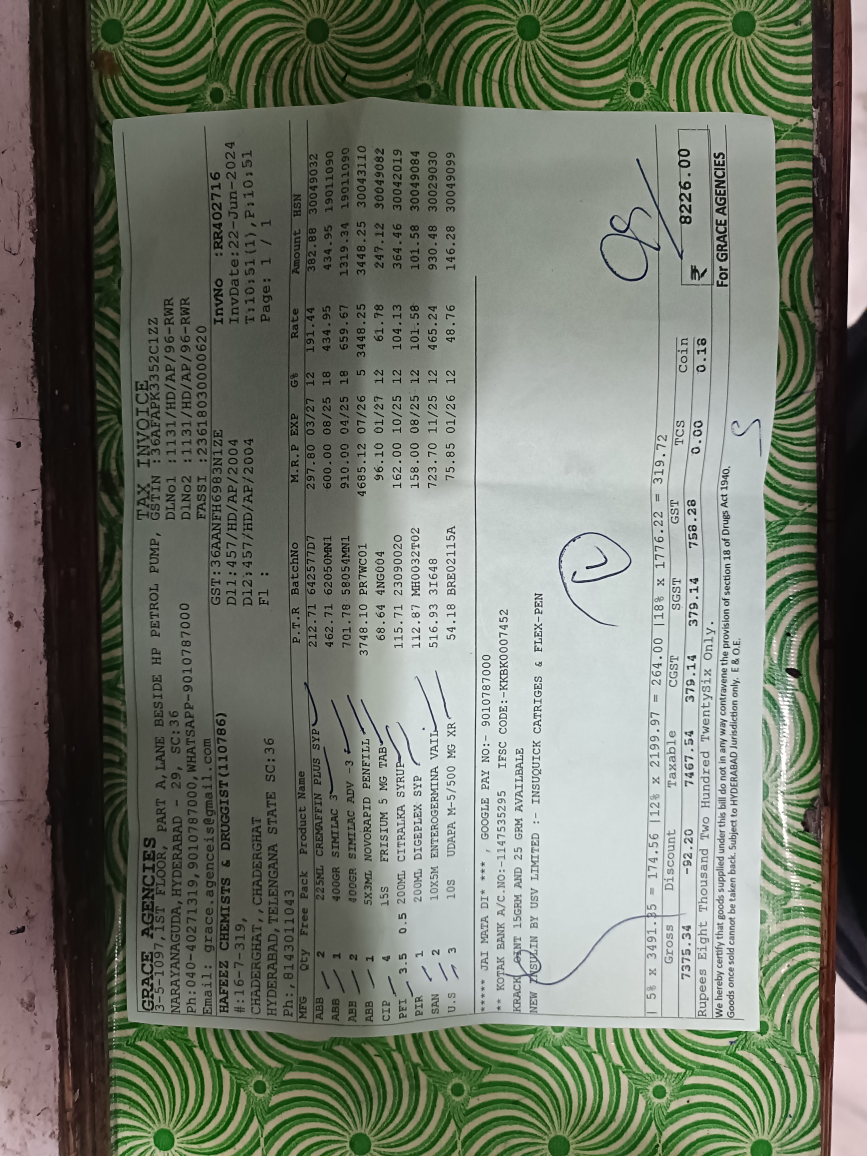 TAX INVOICE
GRACE AGENCIES
3-5-1097,1ST FLOOR, PART A,LANE BESIDE HP PETROL PUMP, GSTIN :36AFAPK3352C1ZZ
NARAYANAGUDA,HYDERABAD - 29, SC:36 DLNo1 :1131/HD/AP/96-RWR
Ph:040-40271319,9010787000,WHATSAPP-9010787000 DlNo2 :1131/HD/AP/96-RWR
Email: grace.agenceis@gmail.com FASSI :23618030000620
HAFEEZ CHEMISTS & DRUGGIST(110786) GST:36AANFH6983N1ZE InvNo :RR402716
#:16-7-319, Dl1:457/HD/AP/2004 InvDate:22-Jun-2024
CHADERGHAT,,CHADERGHAT Dl2:457/HD/AP/2004 T:10:51(1),P:10:51
HYDERABAD,TELENGANA STATE SC:36 Fl : Page: 1 / 1
Ph:,8143011043
MFG Qty Free Pack Product Name P.T.R BatchNo M.R.P EXP G% Rate Amount HSN
ABB 2 225ML CREMAFFIN PLUS SYP 212.71 642577D7 297.80 03/27 12 191.44 382.88 30049032
ABB 1 400GR SIMILAC 3 462.71 62050MN1 600.00 08/25 18 434.95 434.95 19011090
ABB 2 400GR SIMILAC ADV -3 701.78 58054MN1 910.00 04/25 18 659.67 1319.34 19011090
ABB 1 5X3ML NOVORAPID PENFILL 3748.10 PR7WC01 4685.12 07/26 5 3448.25 3448.25 30043110
CIP 4 15S FRISIUM 5 MG TAB 68.64 4NG004 96.10 01/27 12 61.78 247.12 30049082
PFI 3.5 0.5 200ML CITRALKA SYRUP 115.71 23090020 162.00 10/25 12 104.13 364.46 30042019
PIR 1 200ML DIGEPLEX SYP 112.87 MH0032T02 158.00 08/25 12 101.58 101.58 30049084
SAN 2 10X5M ENTEROGERMINA VAIL 516.93 3I648 723.70 11/25 12 465.24 930.48 30029030
U.S 3 10S UDAPA M-5/500 MG XR 54.18 BRE02115A 75.85 01/26 12 48.76 146.28 30049099
***** JAI MATA DI* *** , GOOGLE PAY NO:- 9010787000
** KOTAK BANK A/C.NO:-1147535295 IFSC CODE:-KKBK0007452
KRACK OINT 15GRM AND 25 GRM AVAILBALE
NEW INSULIN BY USV LIMITED :- INSUQUICK CATRIGES & FLEX-PEN
| 5% x 3491.35 = 174.56 |12% x 2199.97 = 264.00 |18% x 1776.22 = 319.72
Gross Discount Taxable CGST SGST GST TCS Coin
7375.34 -92.20 7467.54 379.14 379.14 758.28 0.00 0.18 ₹ 8226.00
Rupees Eight Thousand Two Hundred TwentySix Only.
We hereby certify that goods supplied under this bill do not in any way contravene the provision of section 18 of Drugs Act 1940.
Goods once sold cannot be taken back. Subject to HYDERABAD Jurisdiction only. E & O.E.
For GRACE AGENCIES